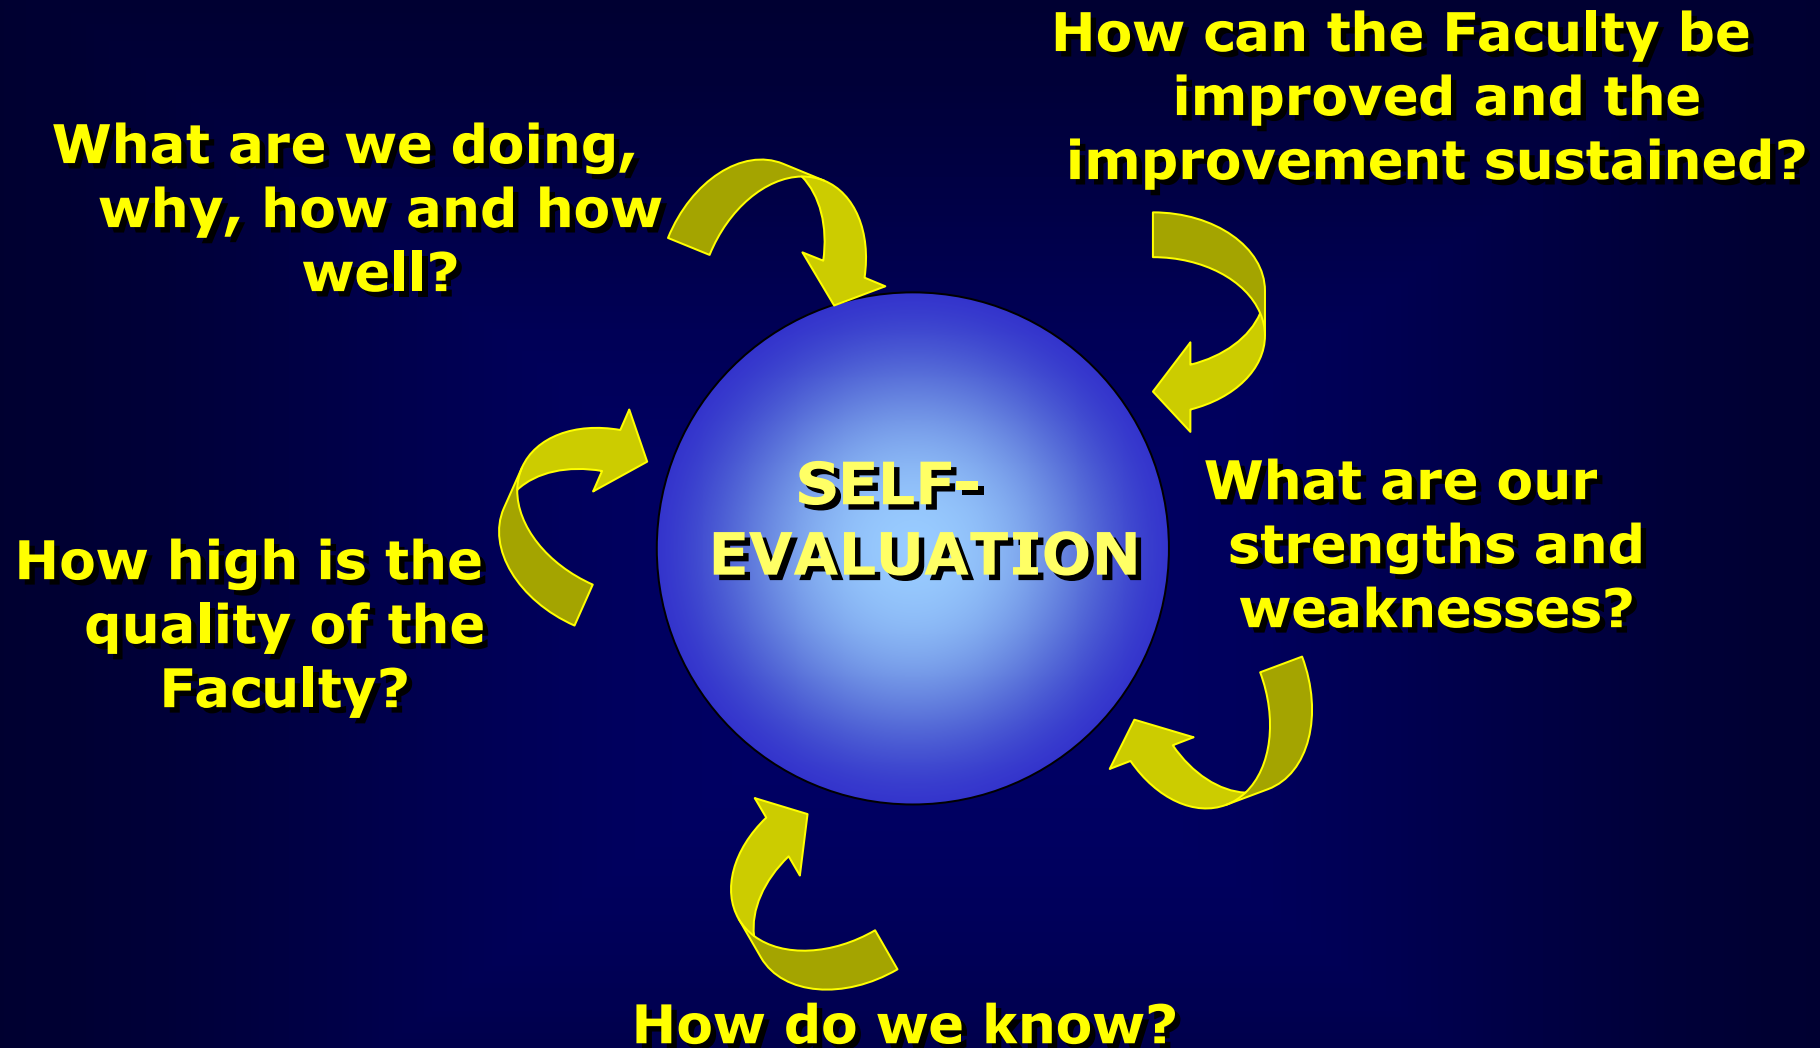 How can the Faculty be
improved and the
improvement sustained?
What are we doing,
why, how and how
well?
SELF-
EVALUATION
What are our
strengths and
weaknesses?
How high is the
quality of the
Faculty?
How do we know?